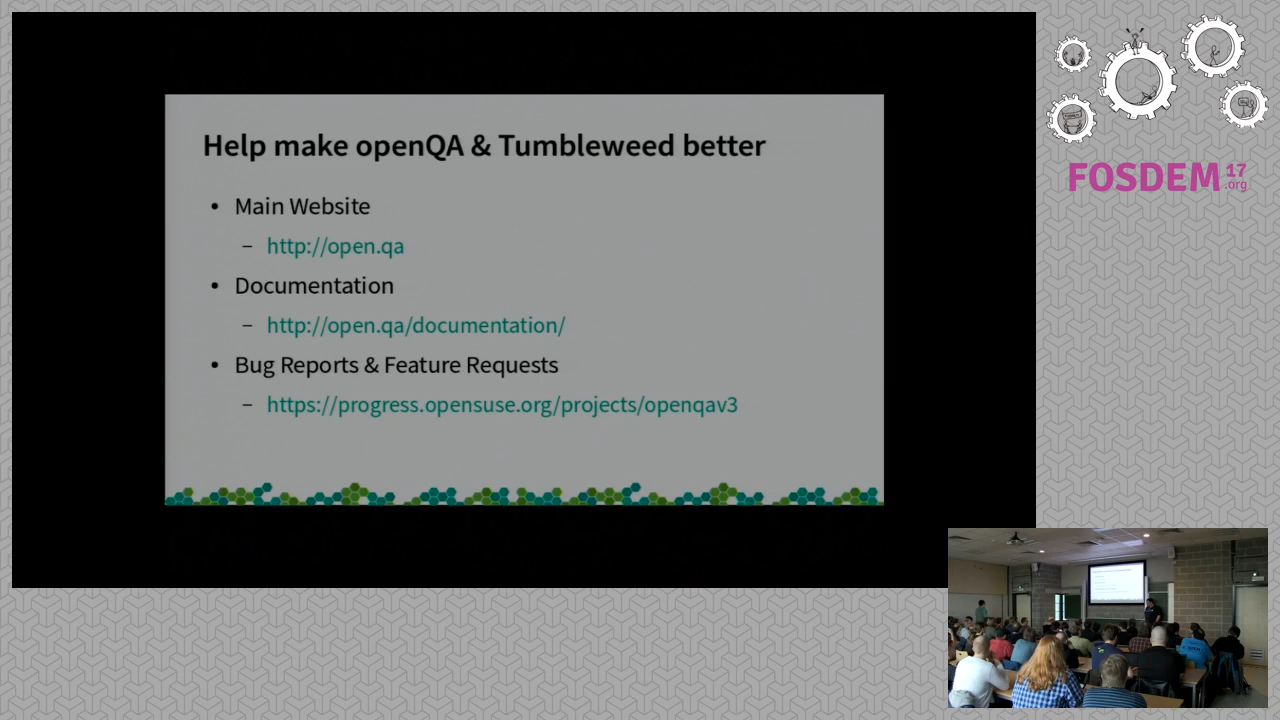 Help make openQA & Tumbleweed better
• Main Website
– http://open.qa
• Documentation
– http://open.qa/documentation/
• Bug Reports & Feature Requests
– https://progress.opensuse.org/projects/openqav3
FOSDEM 17
.org